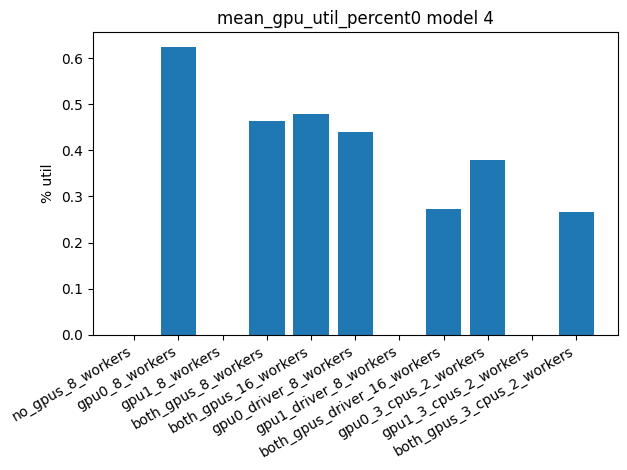 mean_gpu_util_percent0 model 4
% util
0.6
0.5
0.4
0.3
0.2
0.1
0.0
no_gpus_8_workers
gpu0_8_workers
gpu1_8_workers
both_gpus_8_workers
both_gpus_16_workers
gpu0_driver_8_workers
gpu1_driver_8_workers
both_gpus_driver_16_workers
gpu0_3_cpus_2_workers
gpu1_3_cpus_2_workers
both_gpus_3_cpus_2_workers